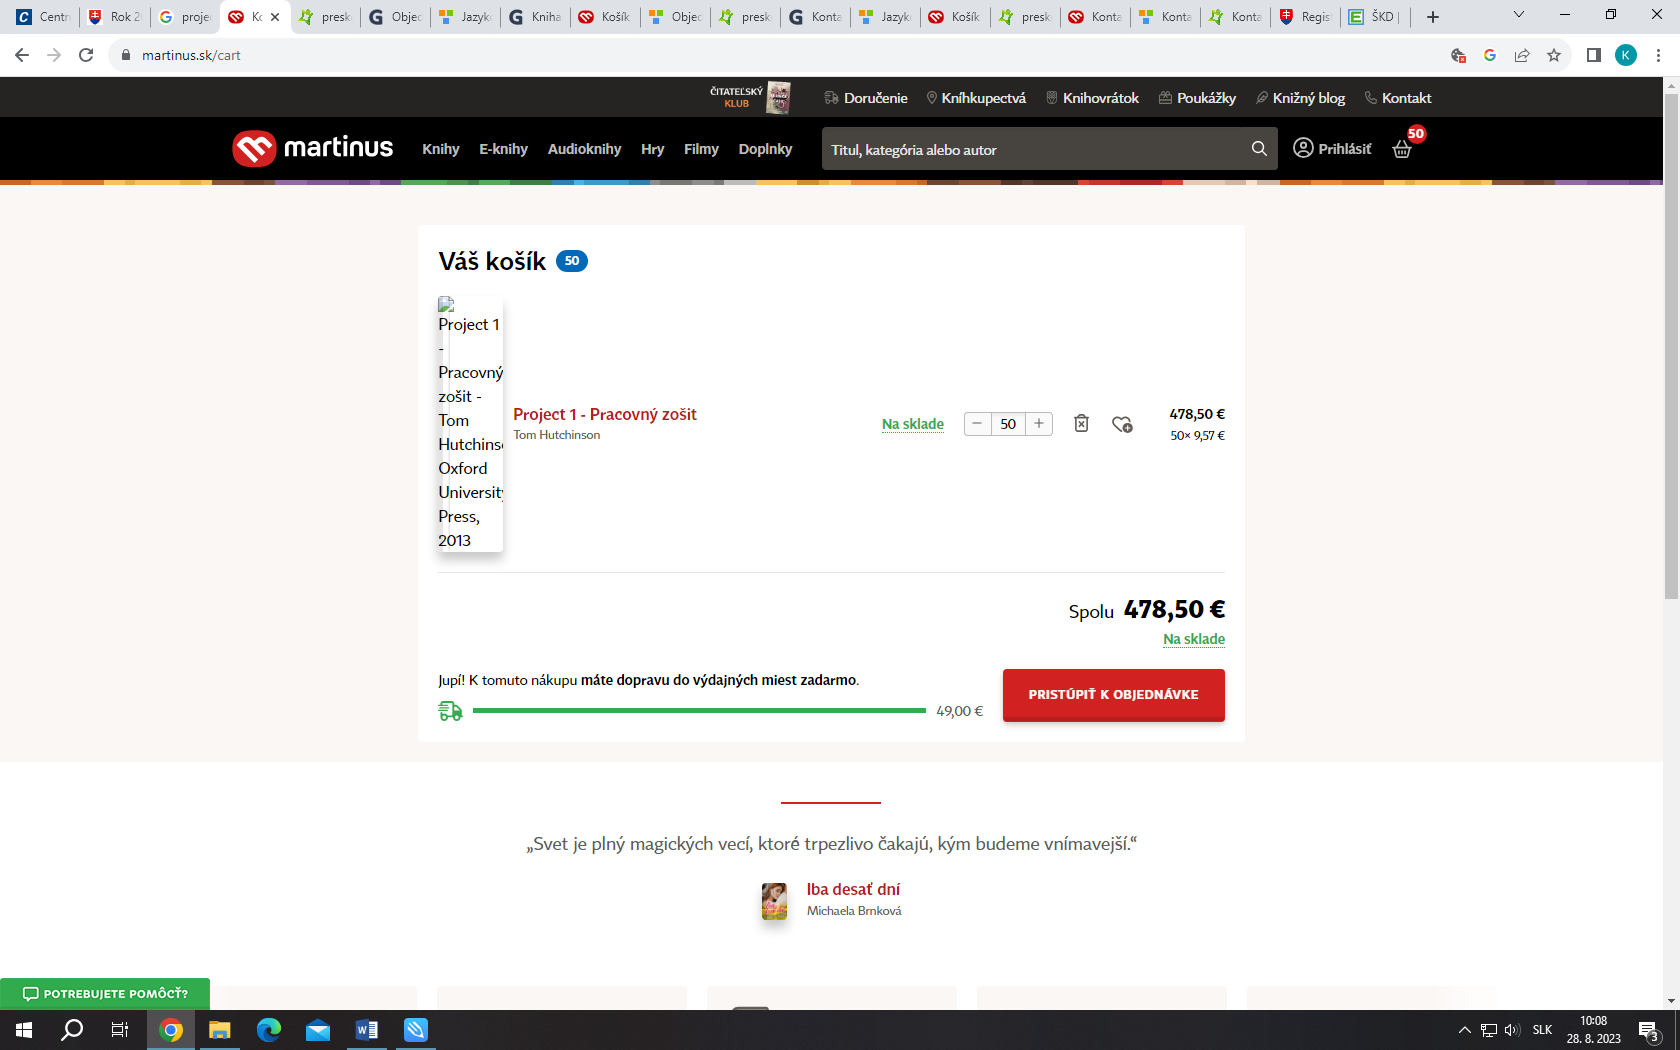 Centr
Rok 2
proje
Ko
presk
Objec
Jazyk
Kniha
Košík
Objec
presk
Konta
Jazyk
Košík
presk
Konta
Konta
Konta
Regist
ŠKD |
martinus.sk/cart
K
ČITATEĽSKÝ
KLUB
Doručenie
Kníhkupectvá
Knihovrátok
Poukážky
Knižný blog
Kontakt
martinus
Knihy
E-knihy
Audioknihy
Hry
Filmy
Doplnky
Titul, kategória alebo autor
Prihlásiť
50
Váš košík 50
Project 1
-
Pracovný
zošit -
Tom
Hutchins
Oxford
University
Press,
2013
Project 1 - Pracovný zošit
Tom Hutchinson
Na sklade
− 50 +
478,50 €
50× 9,57 €
Spolu 478,50 €
Na sklade
Jupí! K tomuto nákupu máte dopravu do výdajných miest zadarmo.
49,00 €
PRISTÚPIŤ K OBJEDNÁVKE
„Svet je plný magických vecí, ktoré trpezlivo čakajú, kým budeme vnímavejší.“
Iba desať dní
Michaela Brnková
POTREBUJETE POMÔCŤ?
SLK
10:08
28. 8. 2023
3